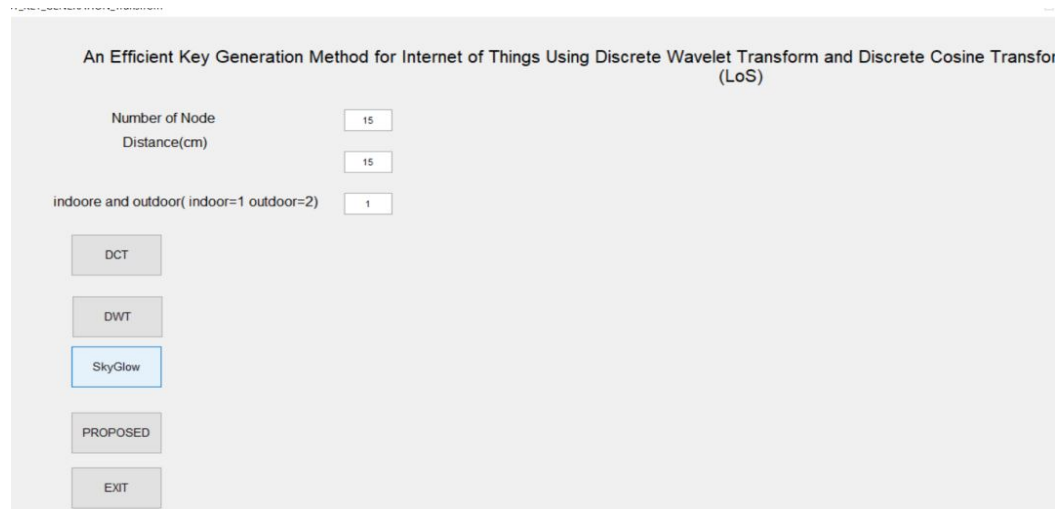 An Efficient Key Generation Method for Internet of Things Using Discrete Wavelet Transform and Discrete Cosine Transfor
(LoS)
Number of Node
15
Distance(cm)
15
indoore and outdoor( indoor=1 outdoor=2)
1
DCT
DWT
SkyGlow
PROPOSED
EXIT